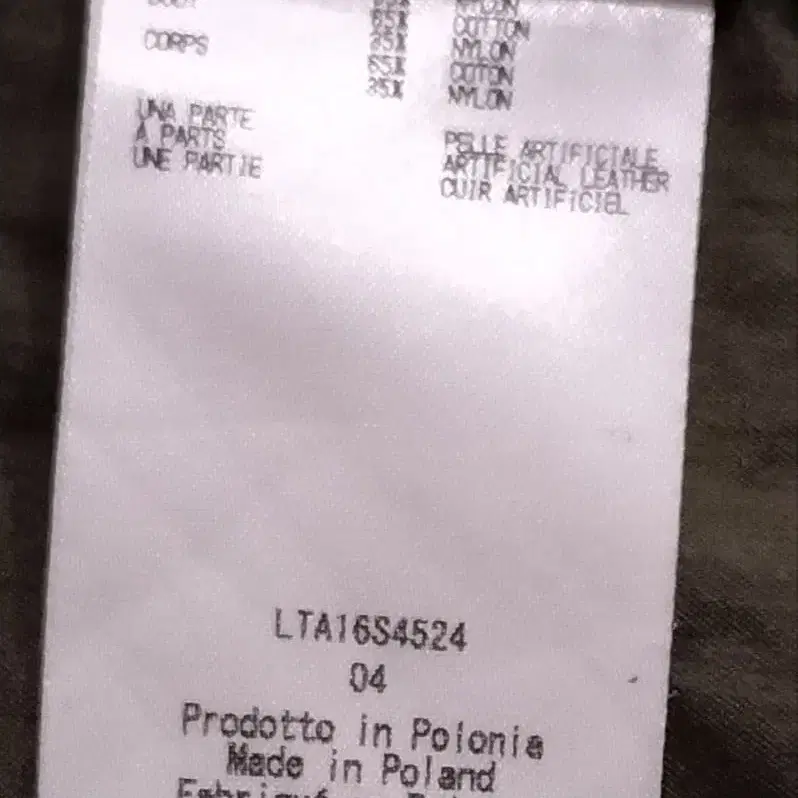 65% COTTON
35% NYLON
CORPS 65% COTON
35% NYLON
UNA PARTE PELLE ARTIFICIALE
A PARTS ARTIFICIAL LEATHER
UNE PARTIE CUIR ARTIFICIEL
LTA16S4524
04
Prodotto in Polonia
Made in Poland